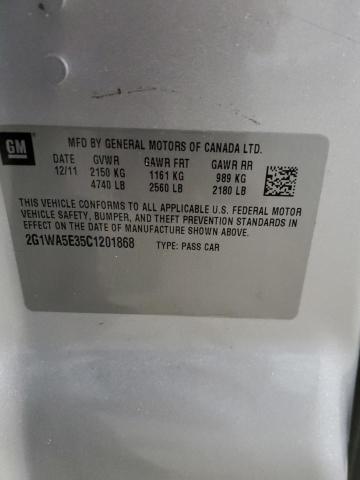 GM
MFD BY GENERAL MOTORS OF CANADA LTD.
DATE GVWR GAWR FRT GAWR RR
12/11 2150 KG 1161 KG 989 KG
4740 LB 2560 LB 2180 LB
THIS VEHICLE CONFORMS TO ALL APPLICABLE U.S. FEDERAL MOTOR
VEHICLE SAFETY, BUMPER, AND THEFT PREVENTION STANDARDS IN
EFFECT ON THE DATE OF MANUFACTURE SHOWN ABOVE.
2G1WA5E35C1201868 TYPE: PASS CAR